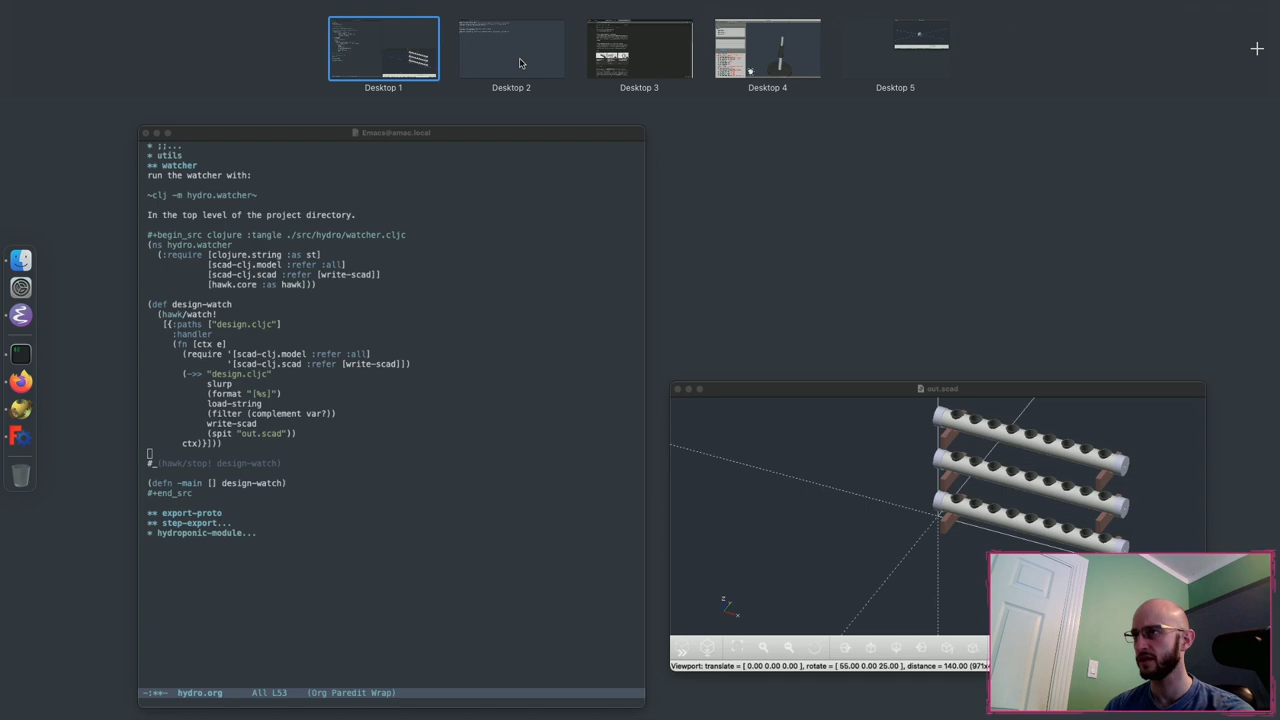 Desktop 1
Desktop 2
Desktop 3
Desktop 4
Desktop 5
Emacs@amac.local
* ;;...
* utils
** watcher
run the watcher with:
~clj -m hydro.watcher~
In the top level of the project directory.
#+begin_src clojure :tangle ./src/hydro/watcher.cljc
(ns hydro.watcher
(:require [clojure.string :as st]
[scad-clj.model :refer :all]
[scad-clj.scad :refer [write-scad]]
[hawk.core :as hawk]))
(def design-watch
(hawk/watch!
[{:paths ["design.cljc"]
:handler
(fn [ctx e]
(require '[scad-clj.model :refer :all]
'[scad-clj.scad :refer [write-scad]])
(->> "design.cljc"
slurp
(format "[%s]")
load-string
(filter (complement var?))
write-scad
(spit "out.scad"))
ctx)}]))
#_(hawk/stop! design-watch)
(defn -main [] design-watch)
#+end_src
** export-proto
** step-export...
* hydroponic-module...
-:**- hydro.org All L53 (Org Paredit Wrap)
out.scad
Z
Y
X
Viewport: translate = [ 0.00 0.00 0.00 ], rotate = [ 55.00 0.00 25.00 ], distance = 140.00 (971x